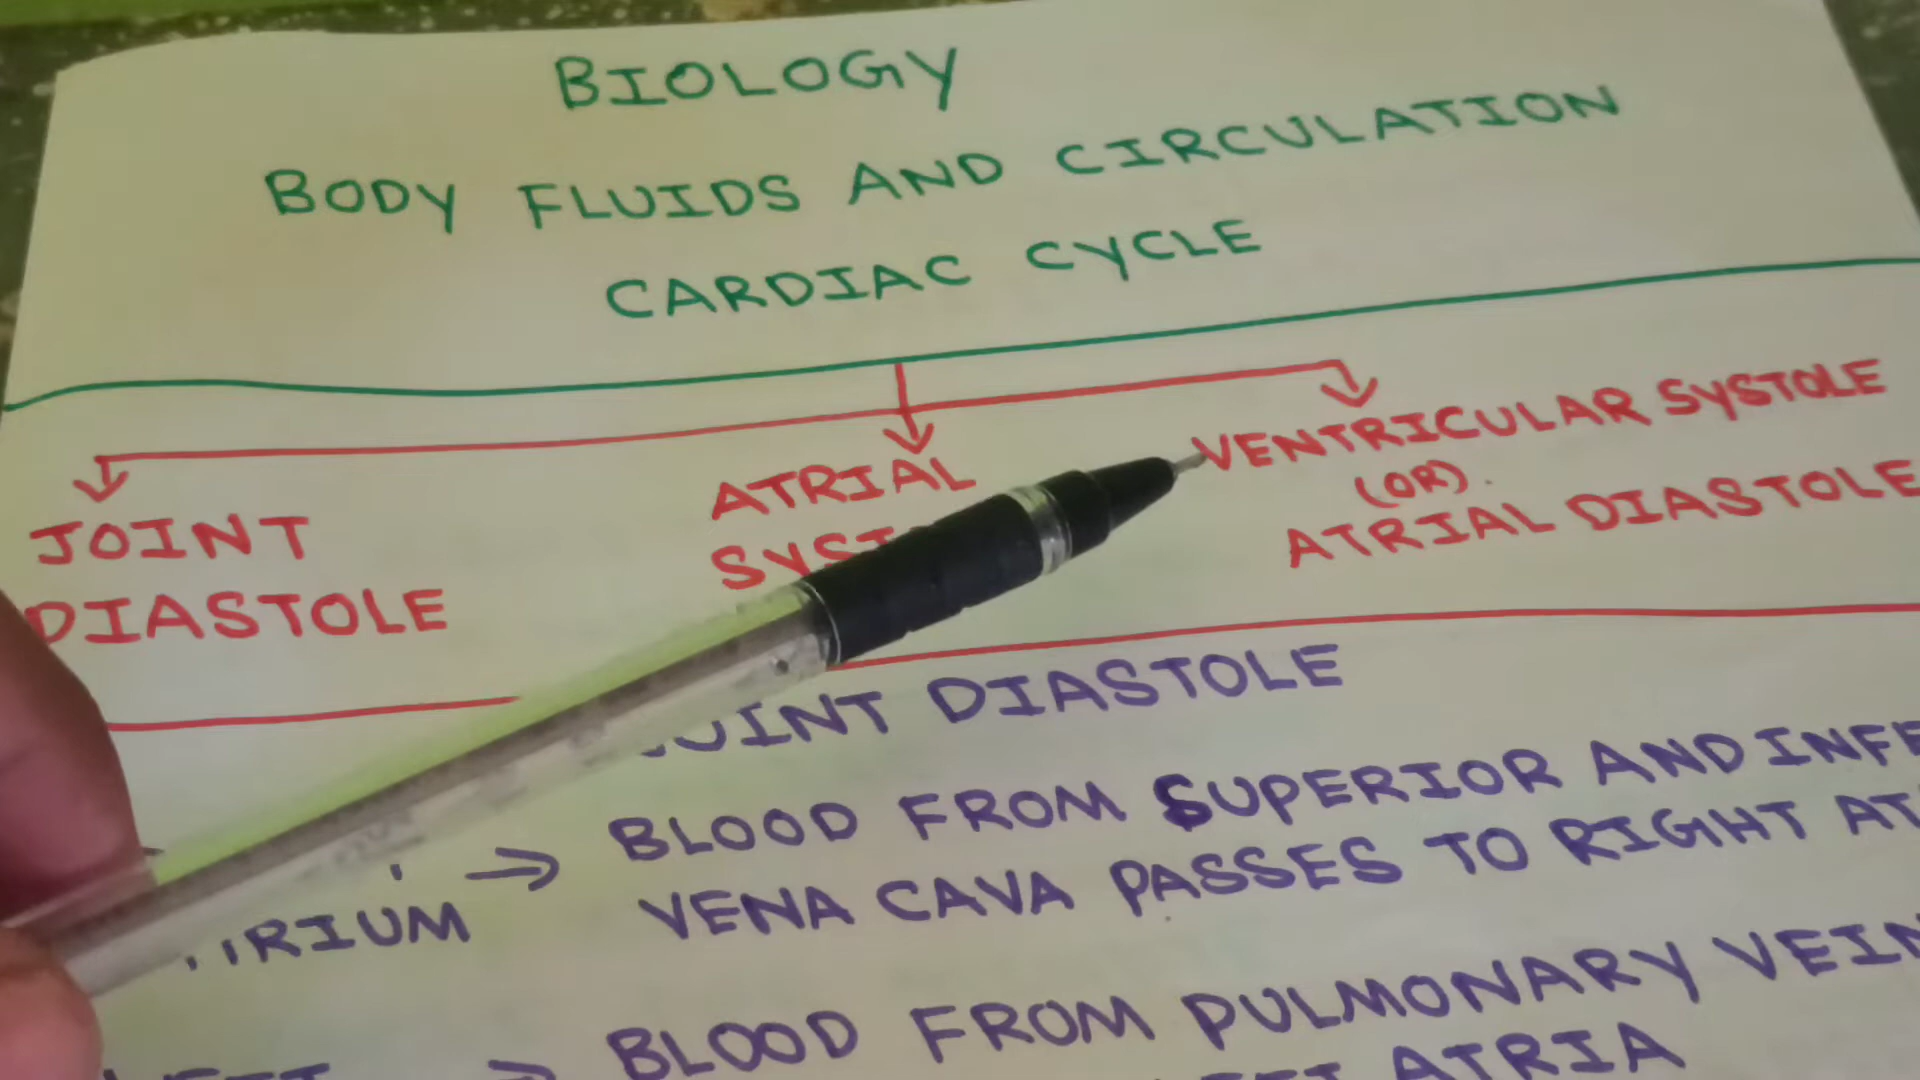 BIOLOGY
BODY FLUIDS AND CIRCULATION
CARDIAC CYCLE
JOINT
DIASTOLE
ATRIAL
VENTRICULAR SYSTOLE
(OR)
ATRIAL DIASTOLE
DIASTOLE
BLOOD FROM SUPERIOR AND
→ VENA CAVA PASSES TO RIGHT
BLOOD FROM PULMONARY
ATRIA